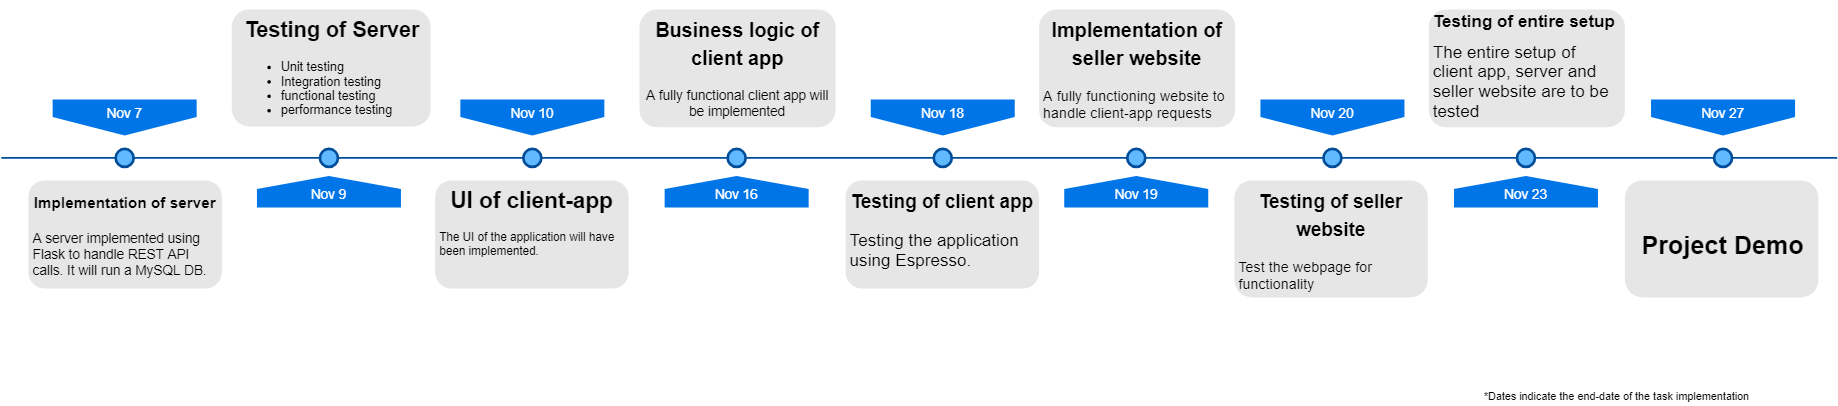 Nov 7
Implementation of server
A server implemented using
Flask to handle REST API
calls. It will run a MySQL DB.
Testing of Server
• Unit testing
• Integration testing
• functional testing
• performance testing
Nov 9
Nov 10
UI of client-app
The UI of the application will have
been implemented.
Business logic of
client app
A fully functional client app will
be implemented
Nov 16
Nov 18
Testing of client app
Testing the application
using Espresso.
Implementation of
seller website
A fully functioning website to
handle client-app requests
Nov 19
Nov 20
Testing of seller
website
Test the webpage for
functionality
Testing of entire setup
The entire setup of
client app, server and
seller website are to be
tested
Nov 23
Nov 27
Project Demo
*Dates indicate the end-date of the task implementation